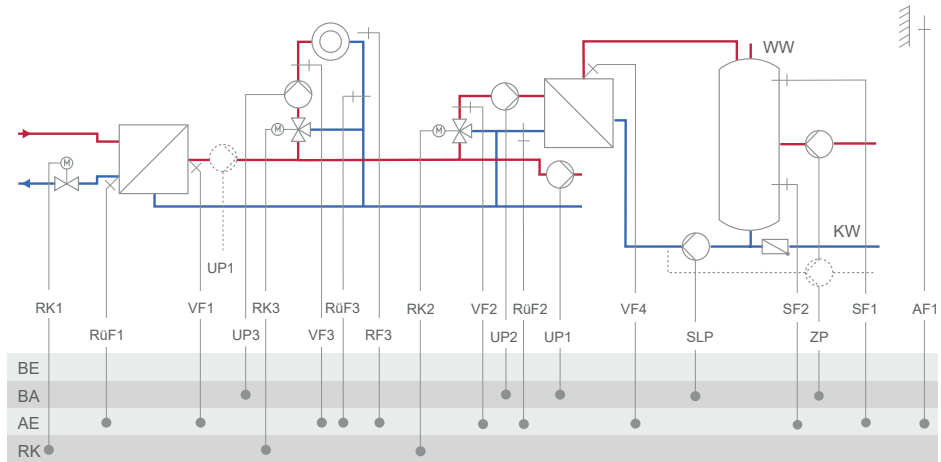 WW
M
M
M
KW
UP1
RK1
VF1
RK3
RüF3
RK2
VF2
RüF2
VF4
SF2
SF1
AF1
RüF1
UP3
VF3
RF3
UP2
UP1
SLP
ZP
BE
BA
AE
RK